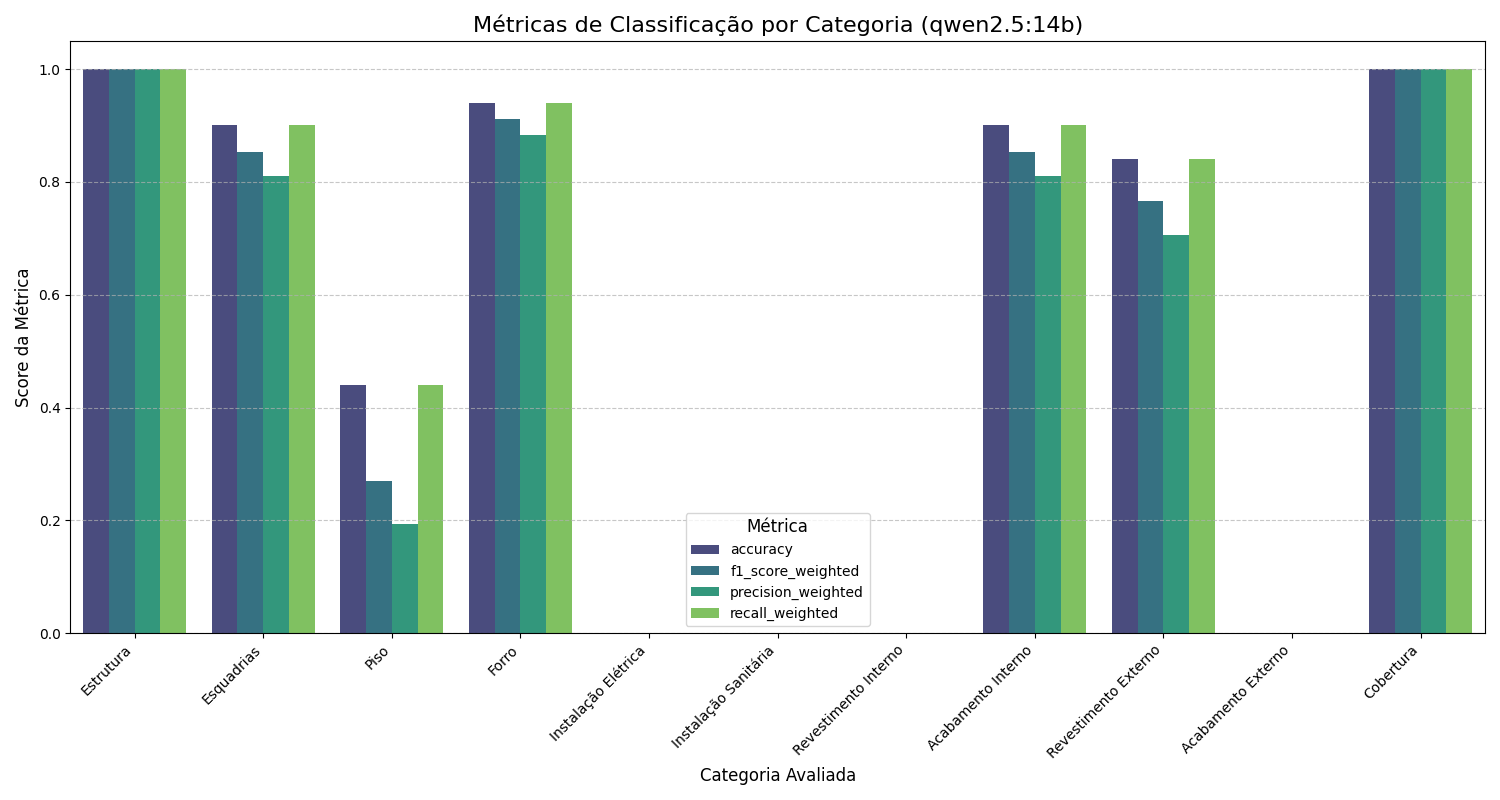 Métricas de Classificação por Categoria (qwen2.5:14b)
Score da Métrica
1.0
0.8
0.6
0.4
0.2
0.0
Métrica
accuracy
f1_score_weighted
precision_weighted
recall_weighted
Estrutura
Esquadrias
Piso
Forro
Instalação Elétrica
Instalação Sanitária
Revestimento Interno
Acabamento Interno
Revestimento Externo
Acabamento Externo
Cobertura
Categoria Avaliada